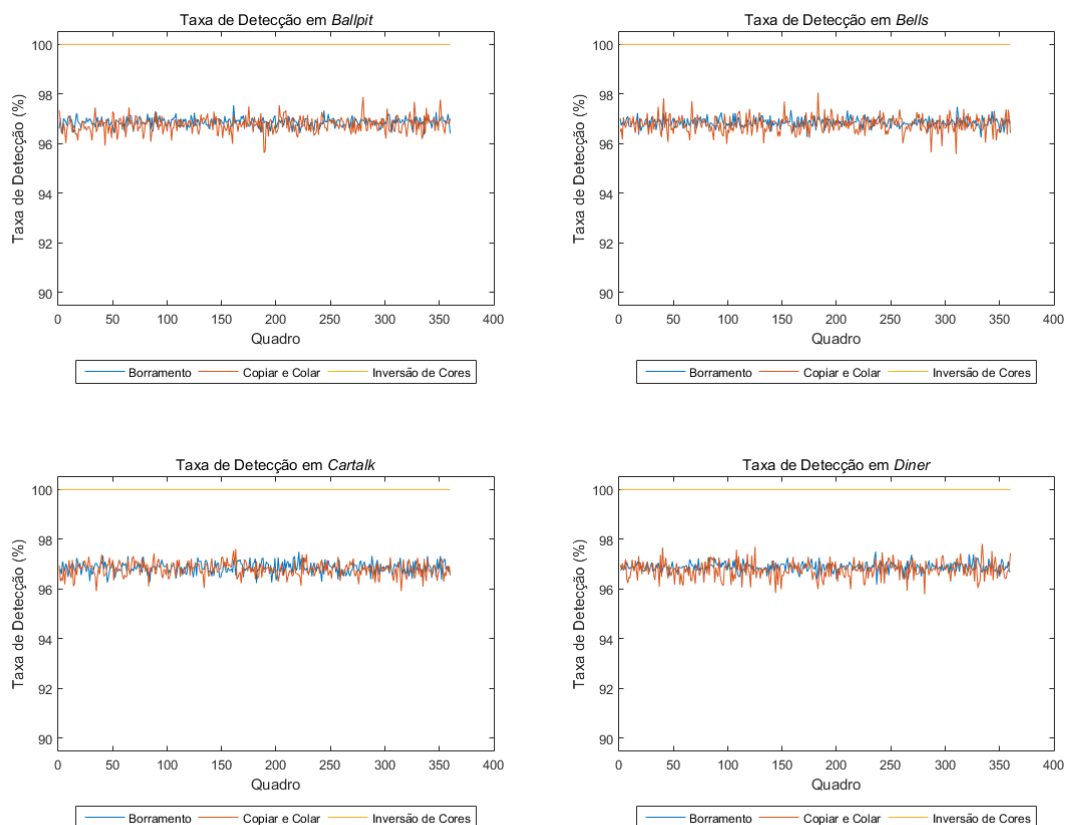 Taxa de Detecção em Ballpit
100
98
96
94
92
90
Taxa de Detecção (%)
0 50 100 150 200 250 300 350 400
Quadro
Borramento Copiar e Colar Inversão de Cores
Taxa de Detecção em Bells
100
98
96
94
92
90
Taxa de Detecção (%)
0 50 100 150 200 250 300 350 400
Quadro
Borramento Copiar e Colar Inversão de Cores
Taxa de Detecção em Cartalk
100
98
96
94
92
90
Taxa de Detecção (%)
0 50 100 150 200 250 300 350 400
Quadro
Borramento Copiar e Colar Inversão de Cores
Taxa de Detecção em Diner
100
98
96
94
92
90
Taxa de Detecção (%)
0 50 100 150 200 250 300 350 400
Quadro
Borramento Copiar e Colar Inversão de Cores